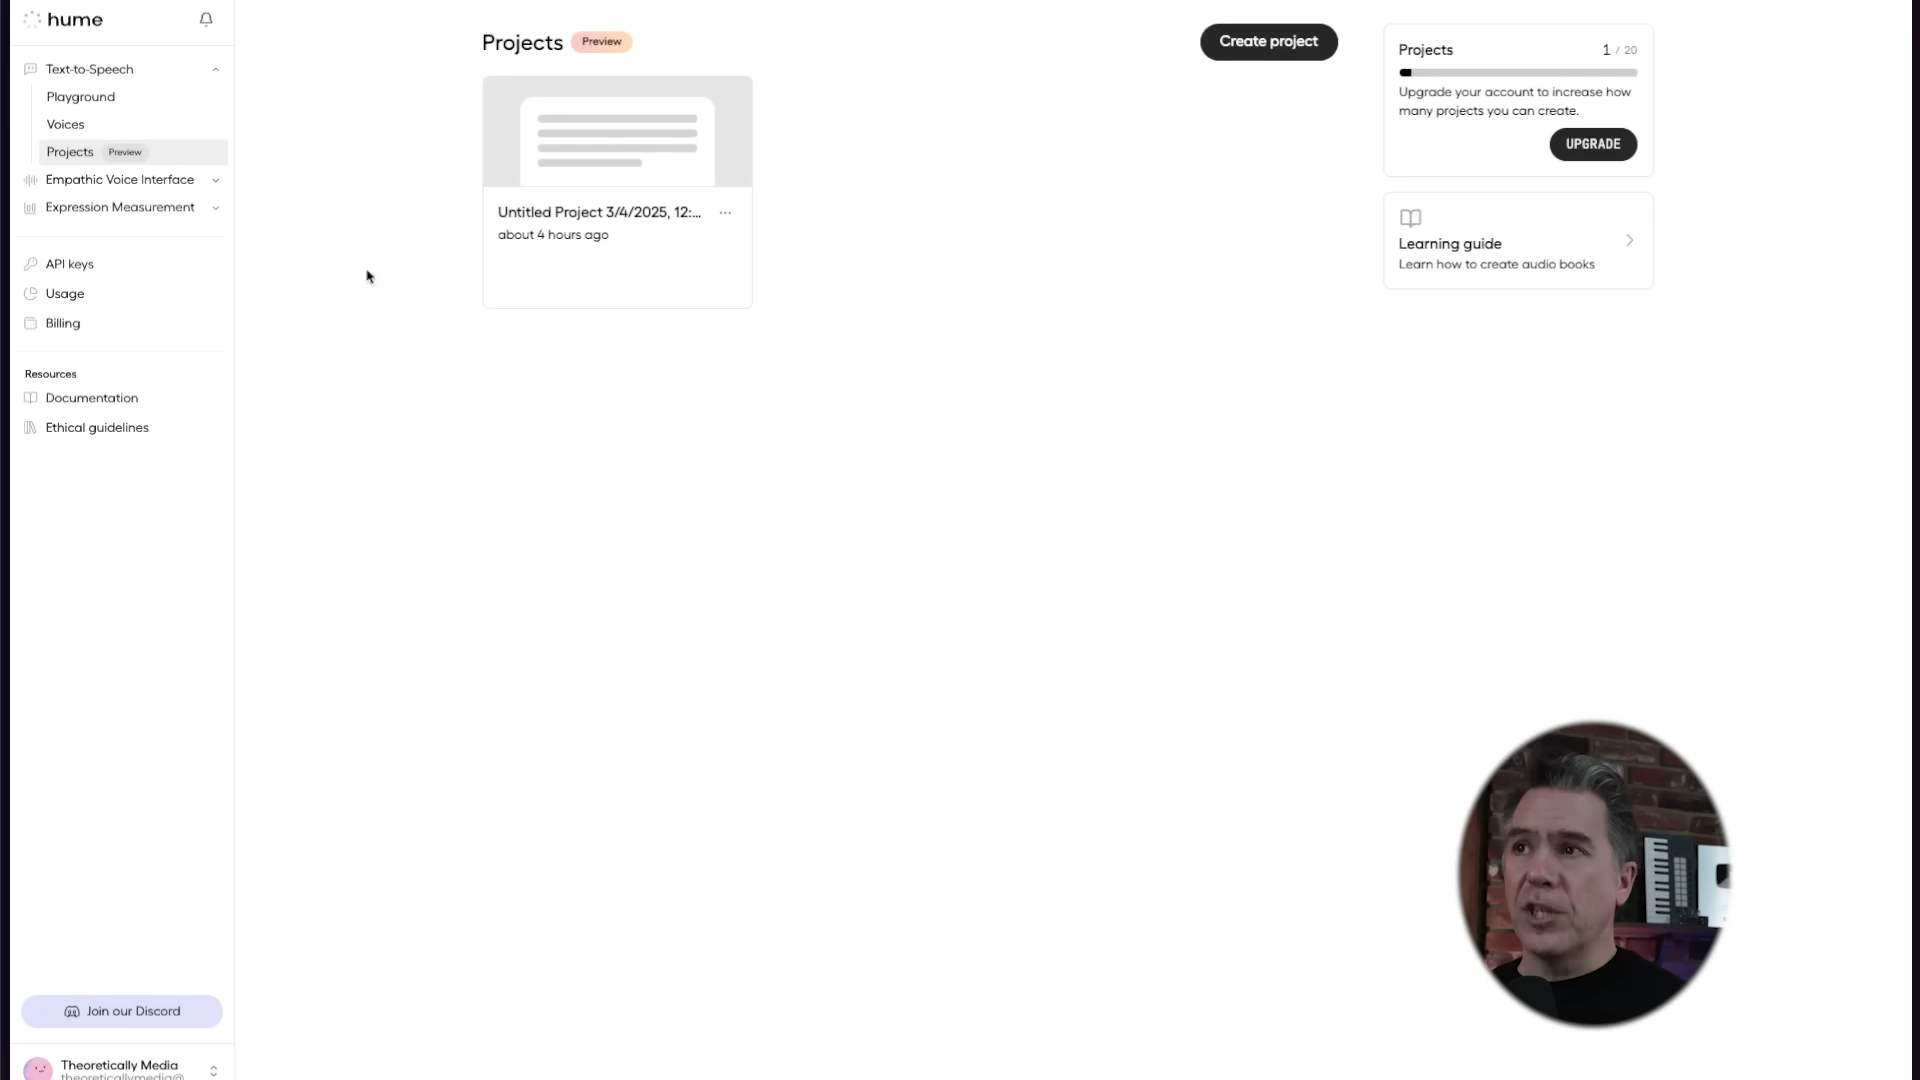 hume
Text-to-Speech
Playground
Voices
Projects Preview
Empathic Voice Interface
Expression Measurement
API keys
Usage
Billing
Resources
Documentation
Ethical guidelines
Join our Discord
Theoretically Media
theoreticallymedia@
Projects Preview
Create project
Untitled Project 3/4/2025, 12:...
about 4 hours ago
Projects 1 / 20
Upgrade your account to increase how
many projects you can create.
UPGRADE
Learning guide
Learn how to create audio books